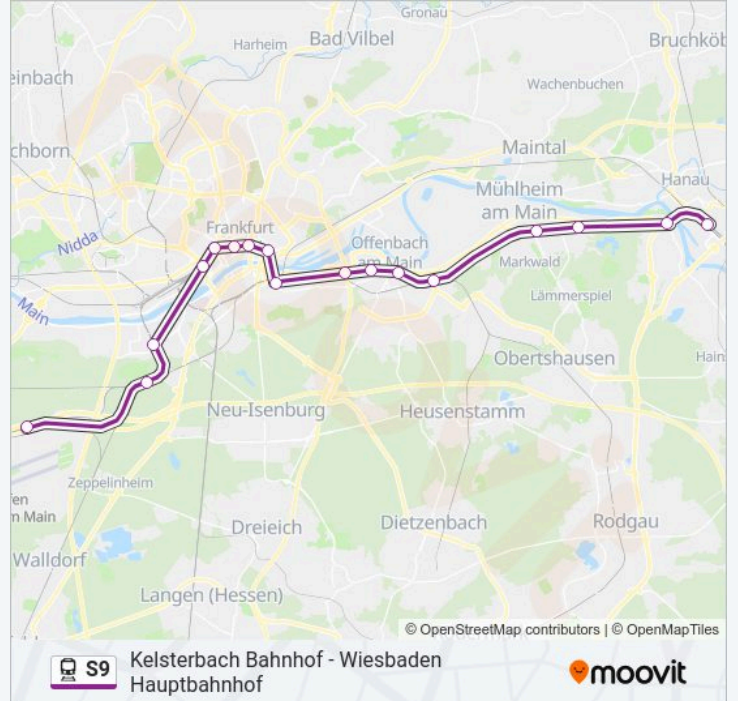 Gronau
Harheim
Bad Vilbel
Bruchköb
einbach
Wachenbuchen
chborn
Maintal
Hanau
Mühlheim
am Main
Nidda
Frankfurt
Offenbach
am Main
Markwald
Main
Lämmerspiel
Obertshausen
Hain
Neu-Isenburg
Heusenstamm
Zeppelinheim
fen
m Main
Dreieich
Dietzenbach
Rodgau
Walldorf
Langen (Hessen)
© OpenStreetMap contributors | © OpenMapTiles
S9
Kelsterbach Bahnhof - Wiesbaden
Hauptbahnhof
moovit